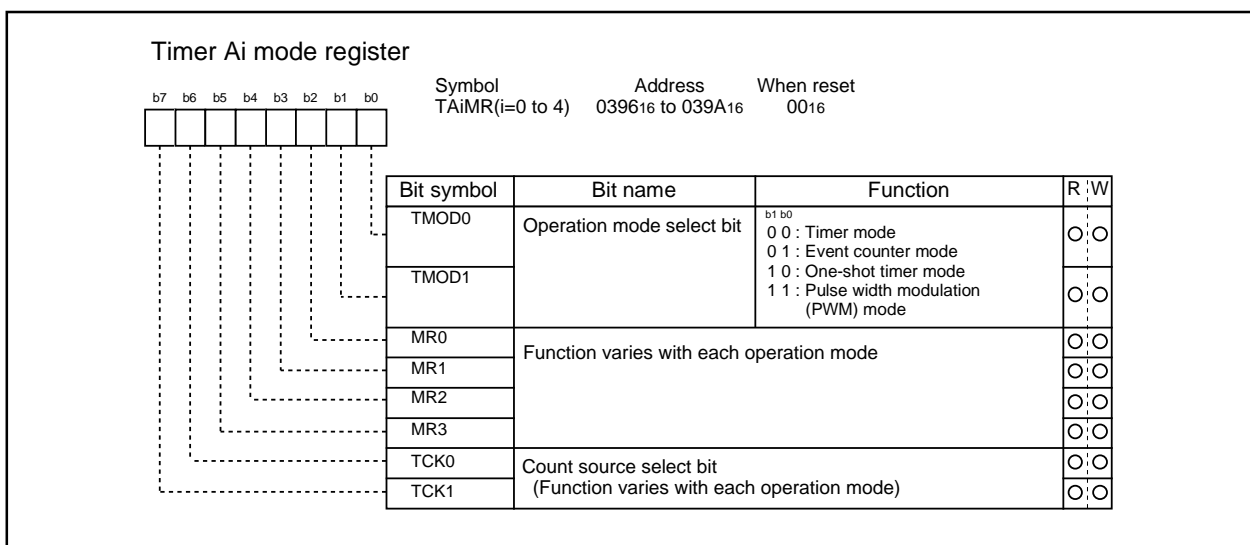 Timer Ai mode register
Symbol Address When reset
TAiMR(i=0 to 4) 039616 to 039A16 0016
b7 b6 b5 b4 b3 b2 b1 b0
Bit symbol Bit name Function R W
TMOD0 Operation mode select bit
b1 b0
0 0 : Timer mode
0 1 : Event counter mode
TMOD1 1 0 : One-shot timer mode
1 1 : Pulse width modulation
(PWM) mode
MR0
Function varies with each operation mode
MR1
MR2
MR3
TCK0
Count source select bit
(Function varies with each operation mode)
TCK1